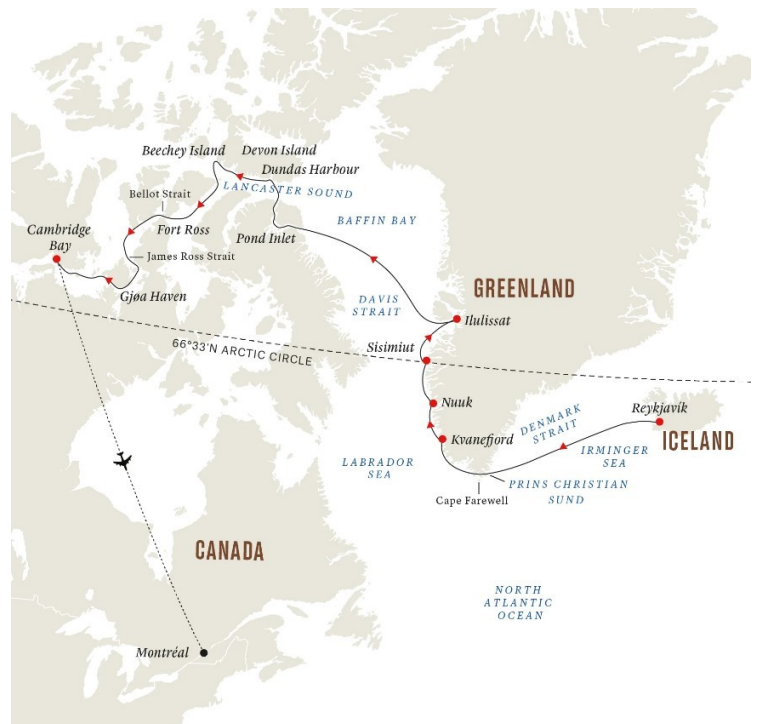 Beechey Island
Devon Island
Dundas Harbour
LANCASTER SOUND
Bellot Strait
Fort Ross
BAFFIN BAY
Cambridge
Bay
Pond Inlet
James Ross Strait
Gjøa Haven
GREENLAND
DAVIS
STRAIT
Ilulissat
Sisimiut
66°33'N ARCTIC CIRCLE
Nuuk
Reykjavík
DENMARK
STRAIT
Kvanefjord
ICELAND
IRMINGER
SEA
LABRADOR
SEA
PRINS CHRISTIAN
SUND
Cape Farewell
CANADA
NORTH
ATLANTIC
OCEAN
Montréal